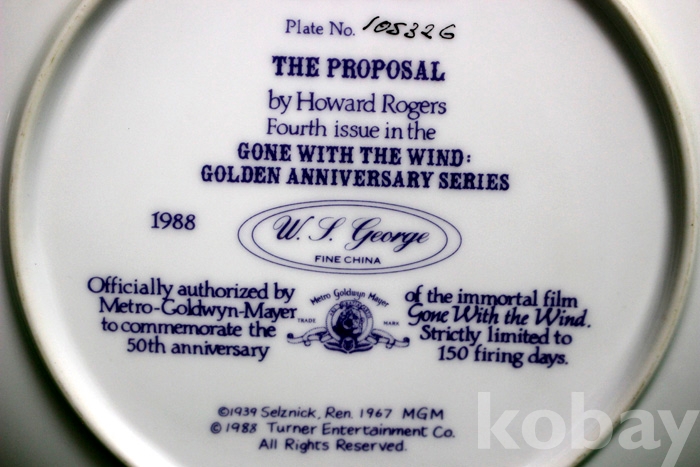 Plate No. 105326
THE PROPOSAL
by Howard Rogers
Fourth issue in the
GONE WITH THE WIND:
GOLDEN ANNIVERSARY SERIES
1988
W. S. George
FINE CHINA
Officially authorized by
Metro-Goldwyn-Mayer
to commemorate the
50th anniversary
Metro Goldwyn Mayer
TRADE MARK
of the immortal film
Gone With the Wind.
Strictly limited to
150 firing days.
©1939 Selznick, Ren. 1967 MGM
© 1988 Turner Entertainment Co.
All Rights Reserved.
kobay